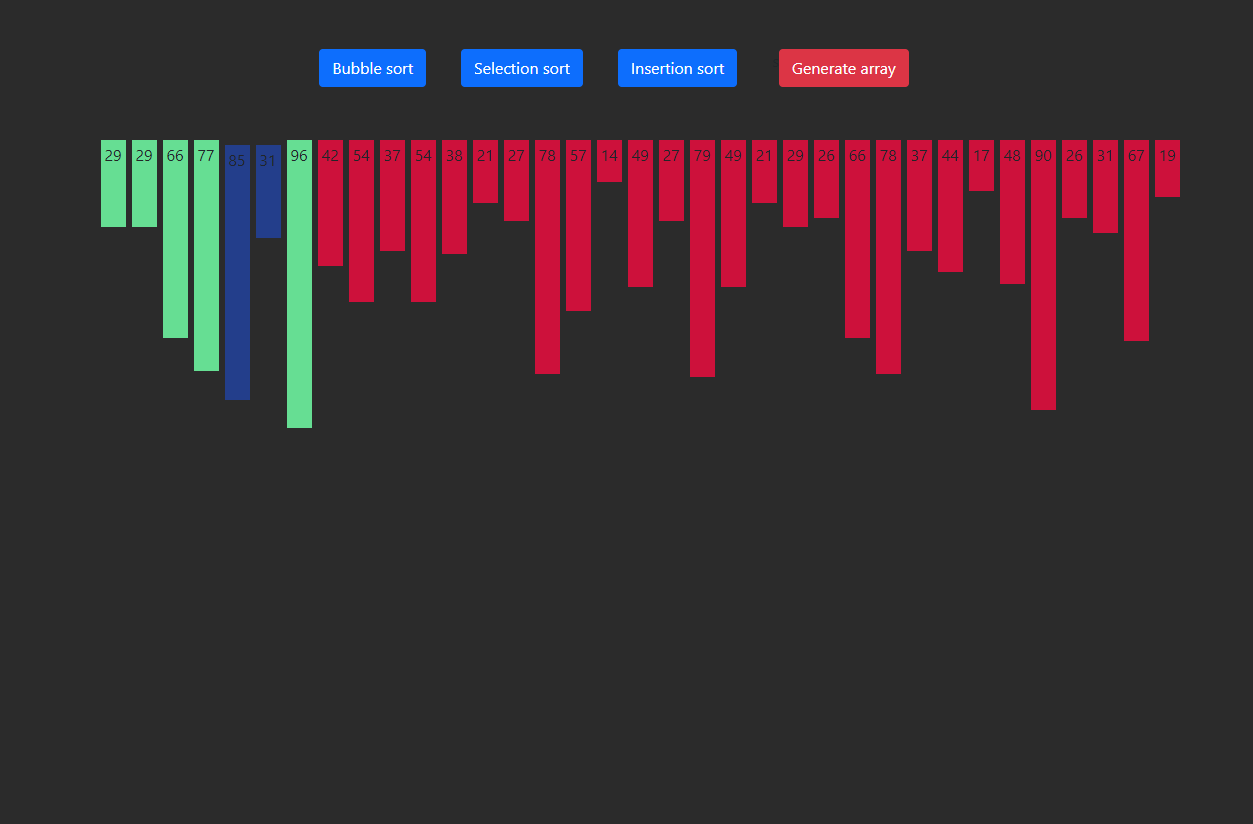 Bubble sort Selection sort Insertion sort Generate array
29 29 66 77 85 31 96 42 54 37 54 38 21 27 78 57 14 49 27 79 49 21 29 26 66 78 37 44 17 48 90 26 31 67 19